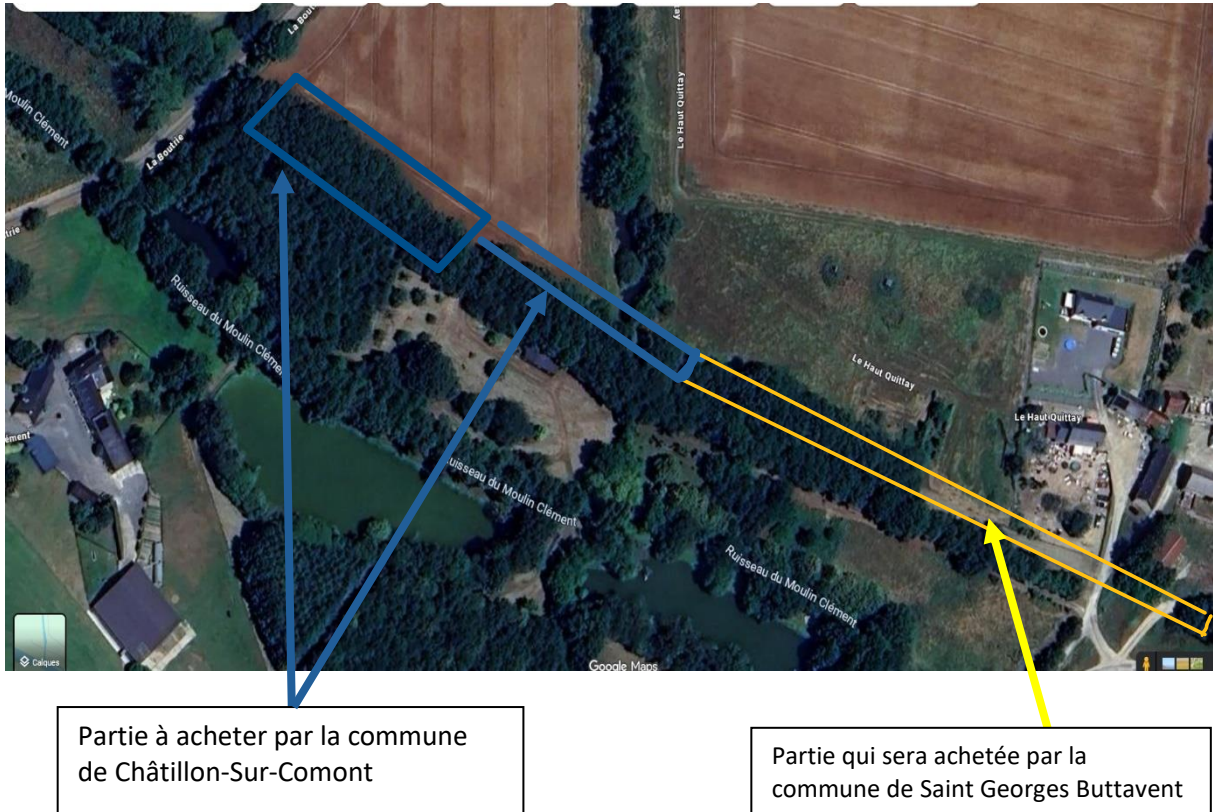 La Boutrie
Moulin Clément
La Boutrie
trie
Le Haut Quittay
Ruisseau du Moulin Clément
Le Haut Quittay
Le Haut Quittay
ément
Ruisseau du Moulin Clément
Ruisseau du Moulin Clément
Calques
Google Maps
Partie à acheter par la commune
de Châtillon-Sur-Comont
Partie qui sera achetée par la
commune de Saint Georges Buttavent